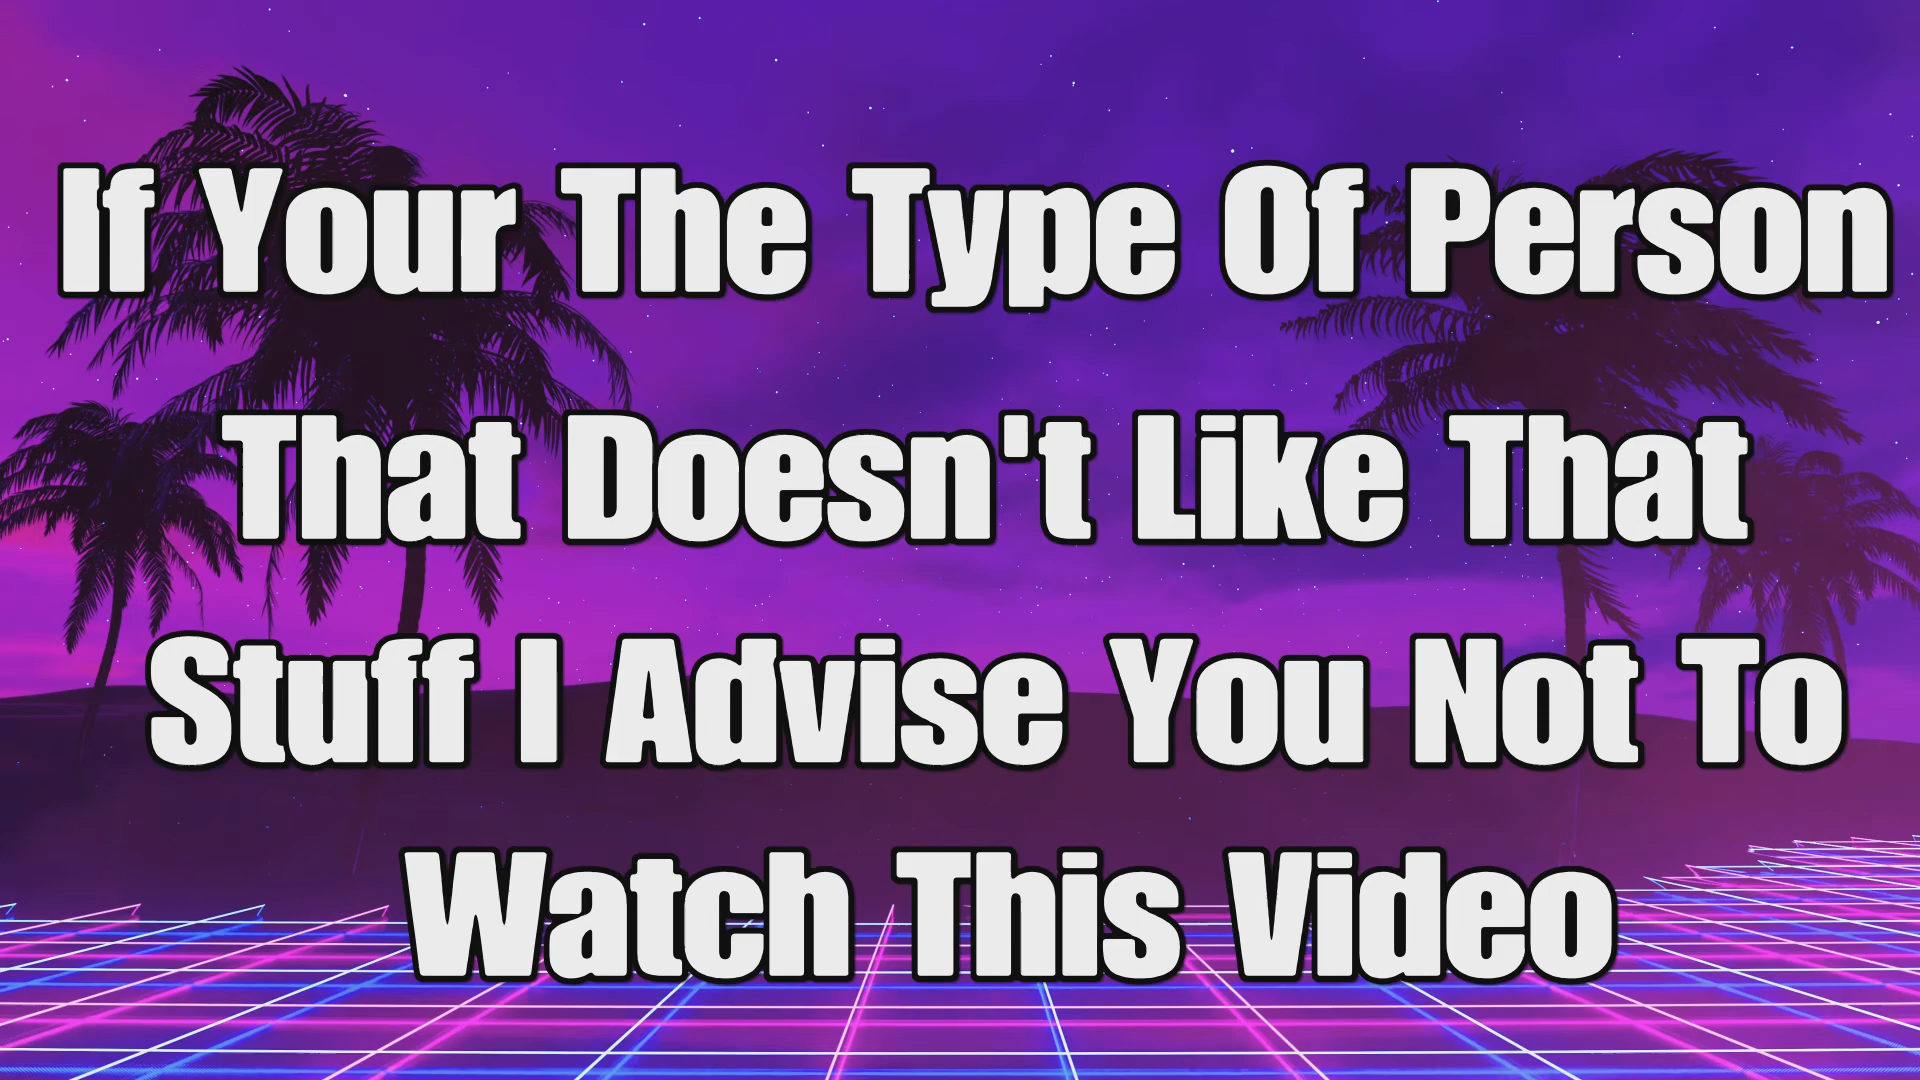 If Your The Type Of Person
That Doesn't Like That
Stuff I Advise You Not To
Watch This Video